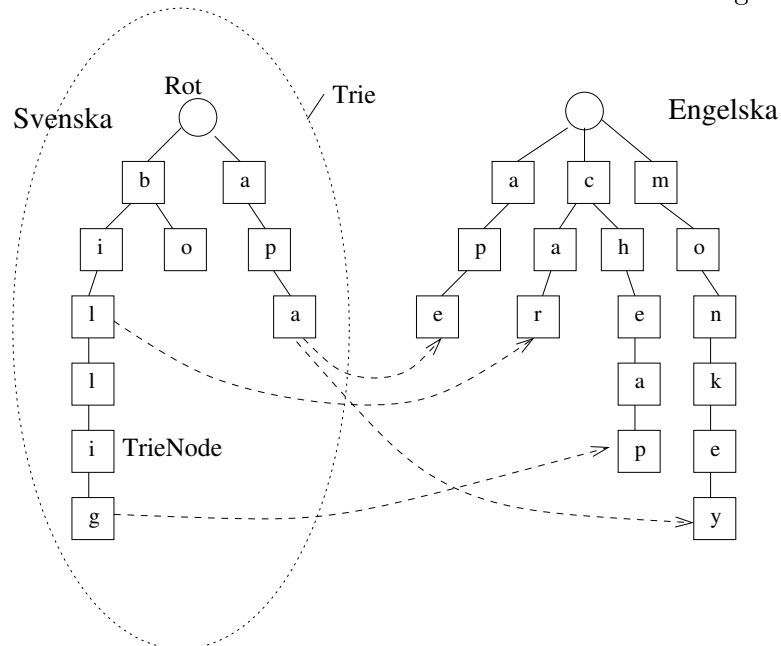 g
Rot
Trie
Svenska
Engelska
b a
a c m
i o p
p a h o
l a
e r e n
l
a k
i TrieNode
p e
g
y